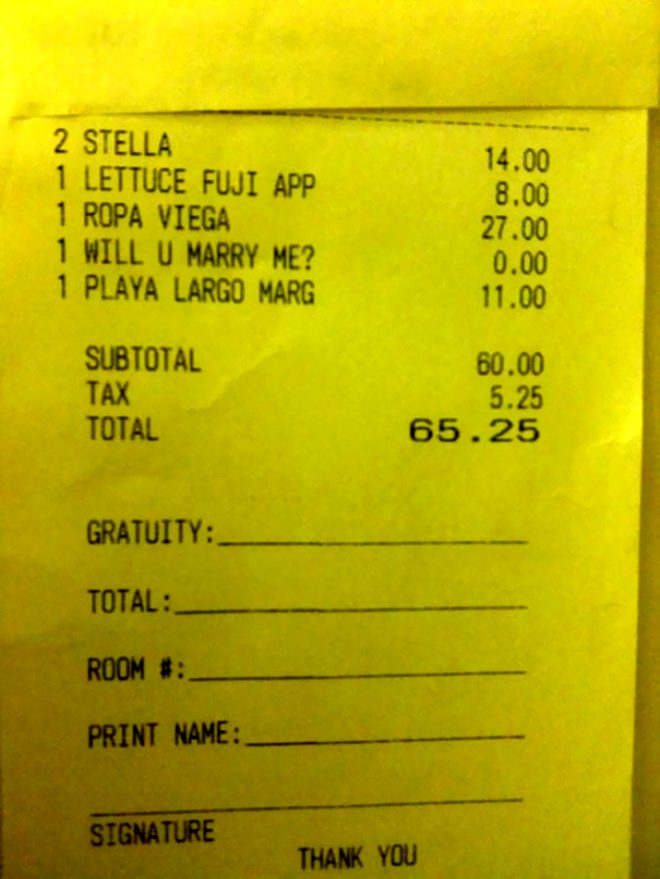 2 STELLA 14.00
1 LETTUCE FUJI APP 8.00
1 ROPA VIEGA 27.00
1 WILL U MARRY ME? 0.00
1 PLAYA LARGO MARG 11.00
SUBTOTAL 60.00
TAX 5.25
TOTAL 65.25
GRATUITY:
TOTAL:
ROOM #:
PRINT NAME:
SIGNATURE
THANK YOU